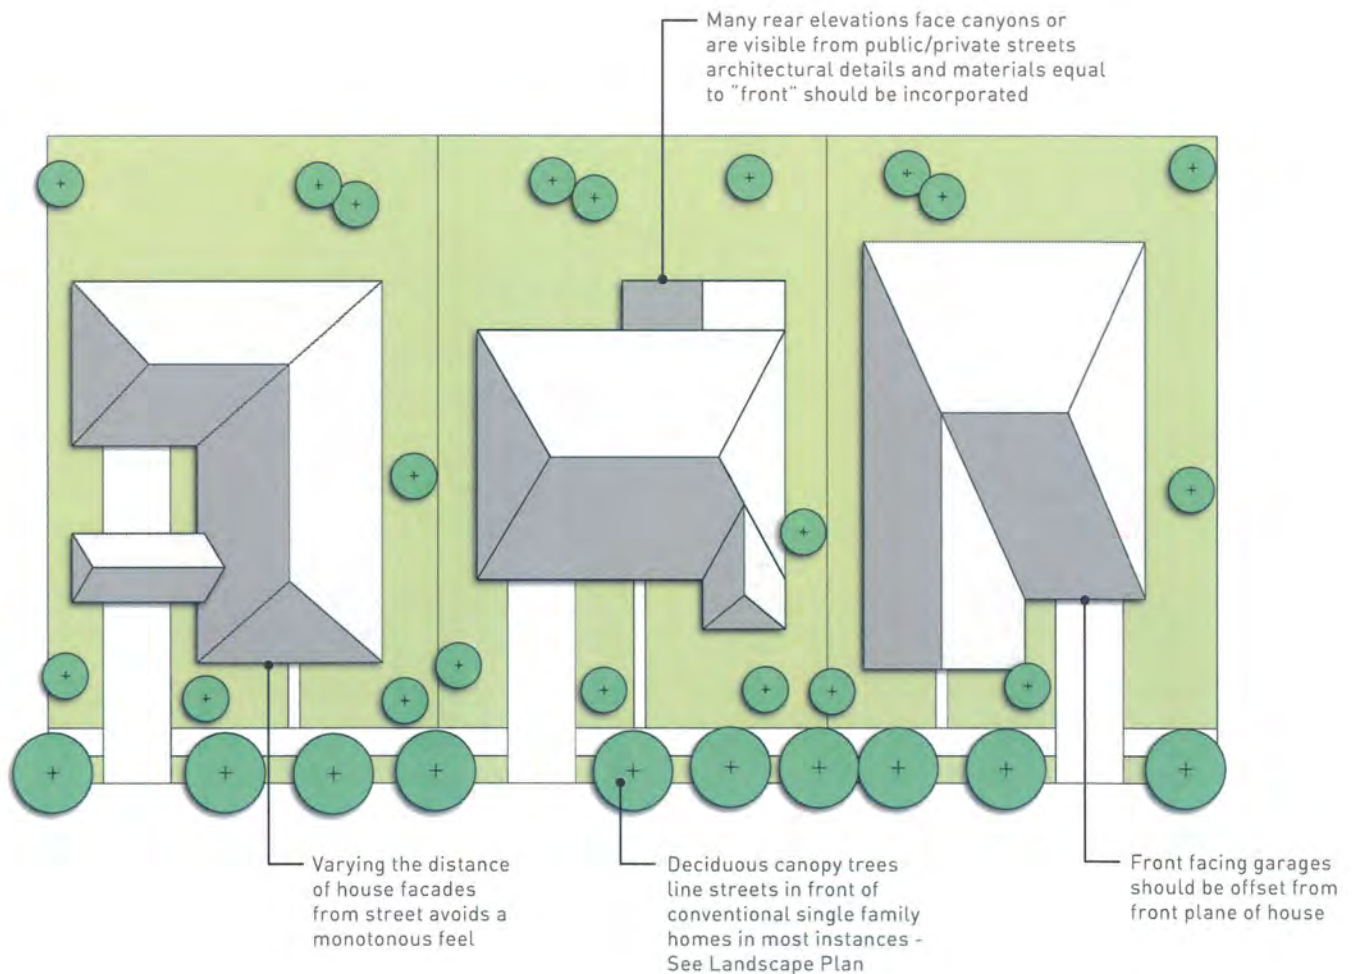 Many rear elevations face canyons or
are visible from public/private streets
architectural details and materials equal
to "front" should be incorporated
Varying the distance
of house facades
from street avoids a
monotonous feel
Deciduous canopy trees
line streets in front of
conventional single family
homes in most instances -
See Landscape Plan
Front facing garages
should be offset from
front plane of house